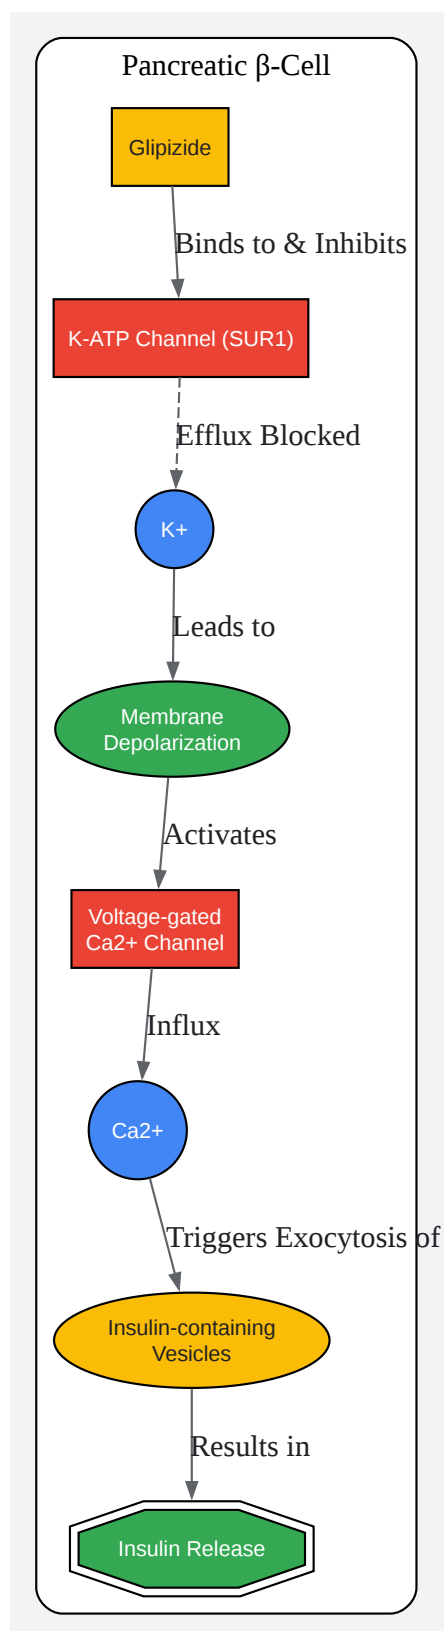 Pancreatic β-Cell
Glipizide
Binds to & Inhibits
K-ATP Channel (SUR1)
Efflux Blocked
K+
Leads to
Membrane
Depolarization
Activates
Voltage-gated
Ca2+ Channel
Influx
Ca2+
Triggers Exocytosis of
Insulin-containing
Vesicles
Results in
Insulin Release